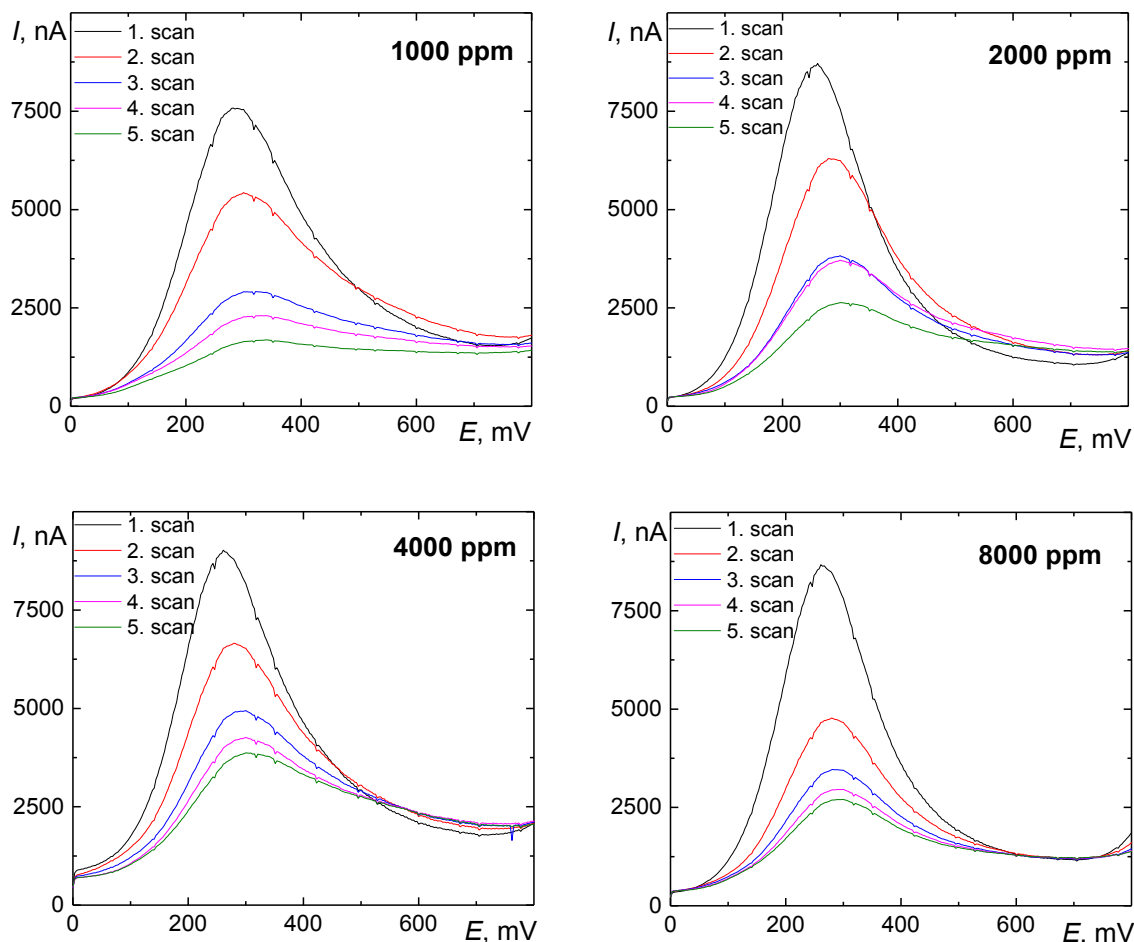 I, nA
1. scan
2. scan
3. scan
4. scan
5. scan
1000 ppm
7500
5000
2500
0
0 200 400 600
E, mV
I, nA
1. scan
2. scan
3. scan
4. scan
5. scan
2000 ppm
7500
5000
2500
0
0 200 400 600
E, mV
I, nA
1. scan
2. scan
3. scan
4. scan
5. scan
4000 ppm
7500
5000
2500
0
0 200 400 600
E, mV
I, nA
1. scan
2. scan
3. scan
4. scan
5. scan
8000 ppm
7500
5000
2500
0
0 200 400 600
E, mV